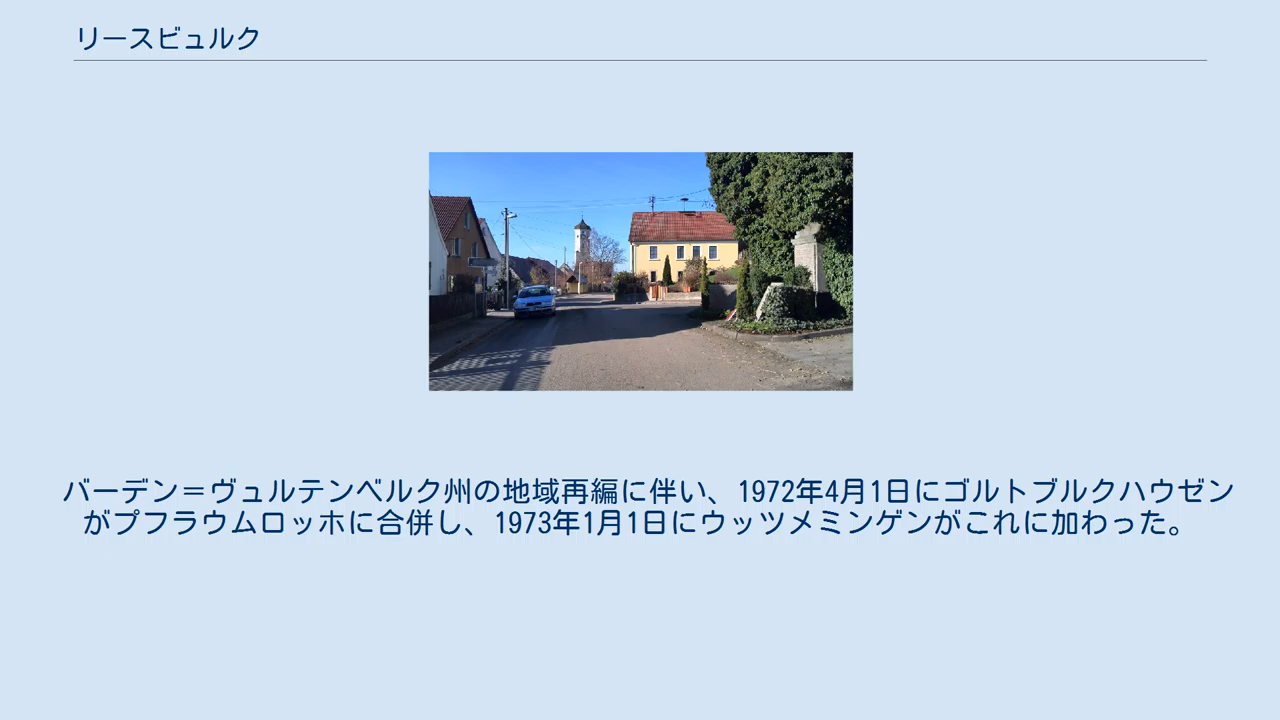 リースビュルク
バーデン＝ヴュルテンベルク州の地域再編に伴い、1972年4月1日にゴルトブルクハウゼン
がプフラウムロッホに合併し、1973年1月1日にウッツメミンゲンがこれに加わった。